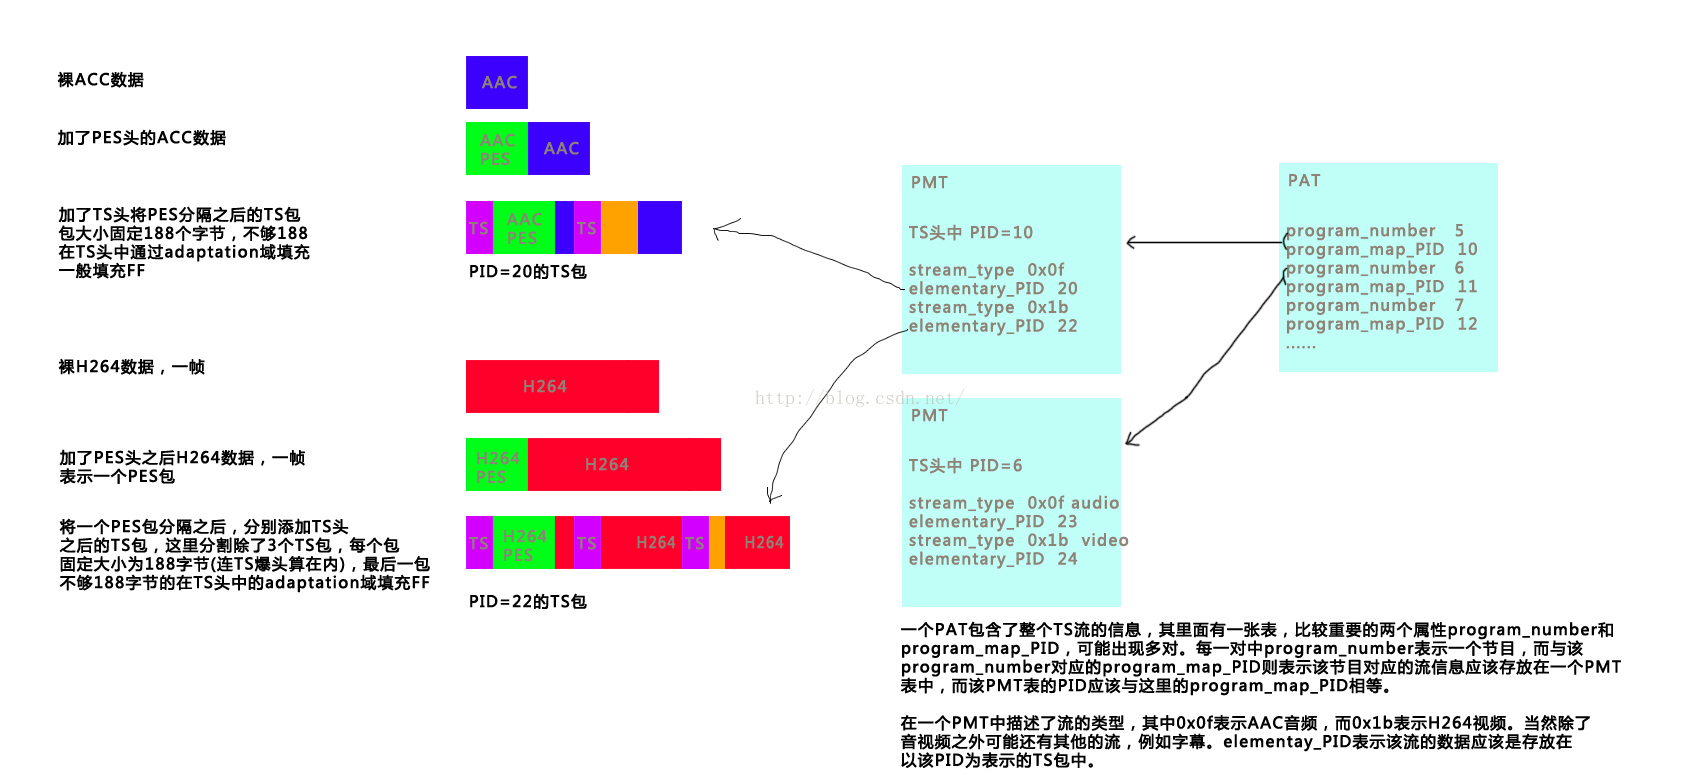 裸ACC数据
AAC
加了PES头的ACC数据
AAC
PES
AAC
加了TS头将PES分隔之后的TS包
包大小固定188个字节，不够188
在TS头中通过adaptation域填充
一般填充FF
TS
AAC
PES
TS
PID=20的TS包
裸H264数据，一帧
H264
加了PES头之后H264数据，一帧
表示一个PES包
H264
PES
H264
将一个PES包分隔之后，分别添加TS头
之后的TS包，这里分割除了3个TS包，每个包
固定大小为188字节(连TS爆头算在内)，最后一包
不够188字节的在TS头中的adaptation域填充FF
TS
H264
PES
TS
H264
TS
H264
PID=22的TS包
PMT
TS头中 PID=10
stream_type 0x0f
elementary_PID 20
stream_type 0x1b
elementary_PID 22
PAT
program_number 5
program_map_PID 10
program_number 6
program_map_PID 11
program_number 7
program_map_PID 12
......
http://blog.csdn.net/
PMT
TS头中 PID=6
stream_type 0x0f audio
elementary_PID 23
stream_type 0x1b video
elementary_PID 24
一个PAT包含了整个TS流的信息，其里面有一张表，比较重要的两个属性program_number和
program_map_PID，可能出现多对。每一对中program_number表示一个节目，而与该
program_number对应的program_map_PID则表示该节目对应的流信息应该存放在一个PMT
表中，而该PMT表的PID应该与这里的program_map_PID相等。
在一个PMT中描述了流的类型，其中0x0f表示AAC音频，而0x1b表示H264视频。当然除了
音视频之外可能还有其他的流，例如字幕。elementay_PID表示该流的数据应该是存放在
以该PID为表示的TS包中。